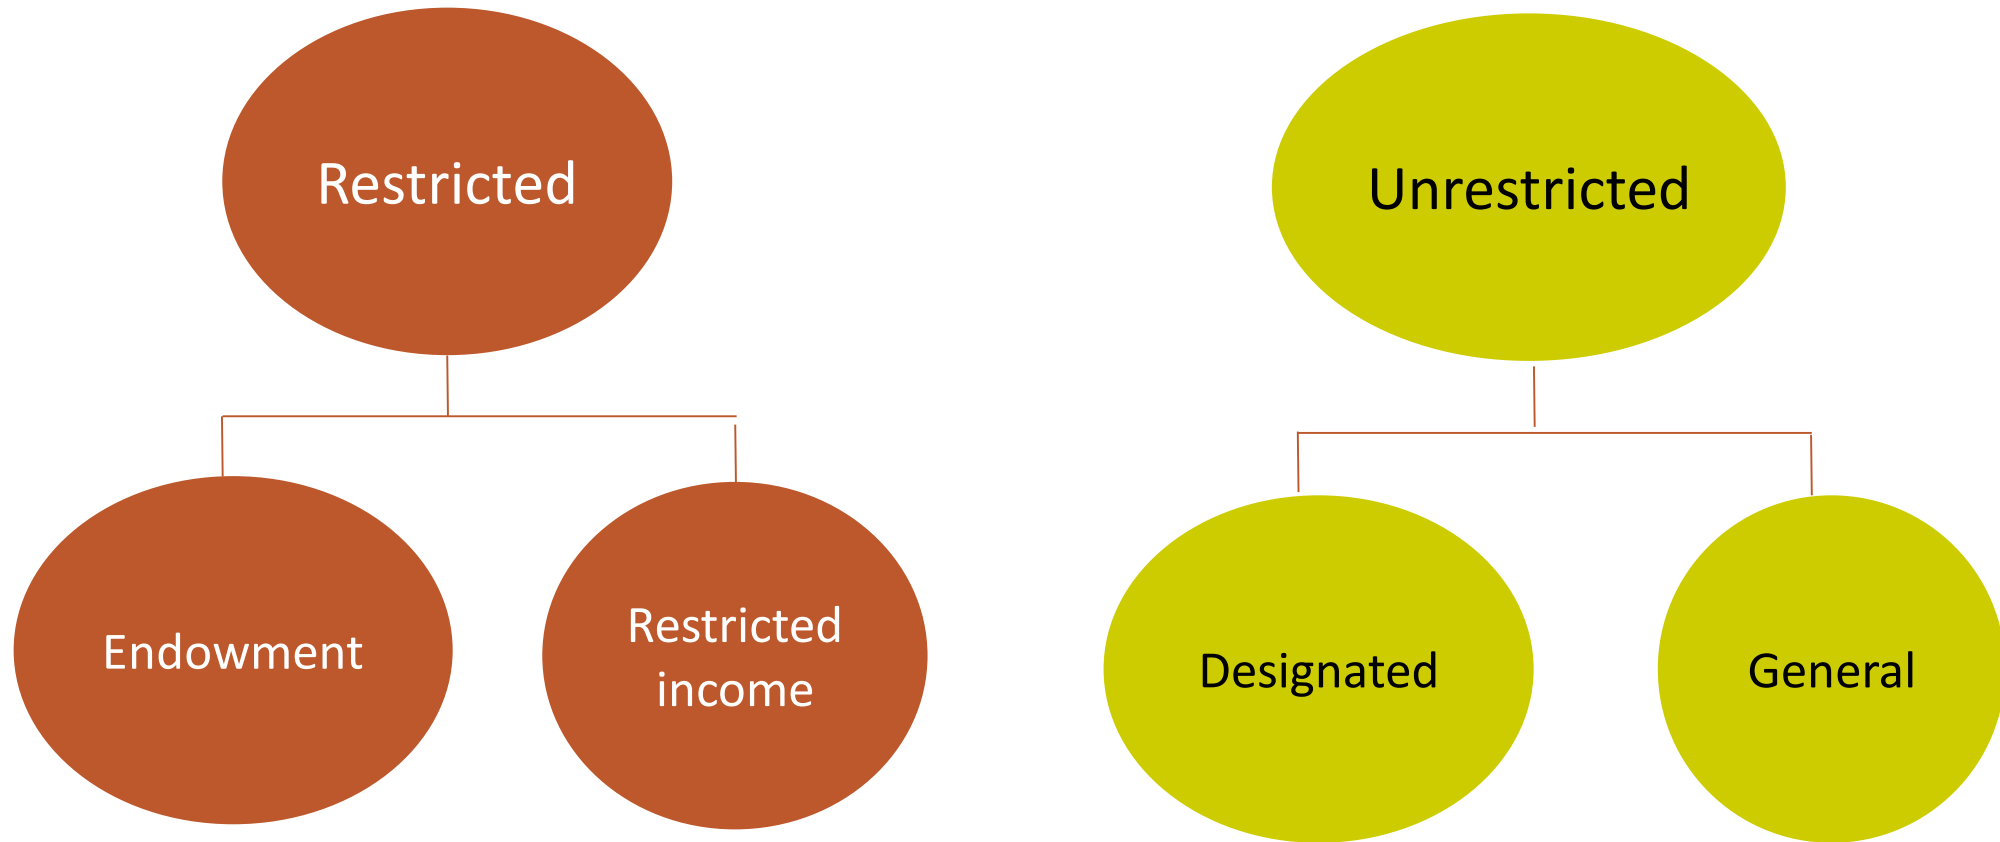 Restricted
Unrestricted
Endowment
Restricted
income
Designated
General